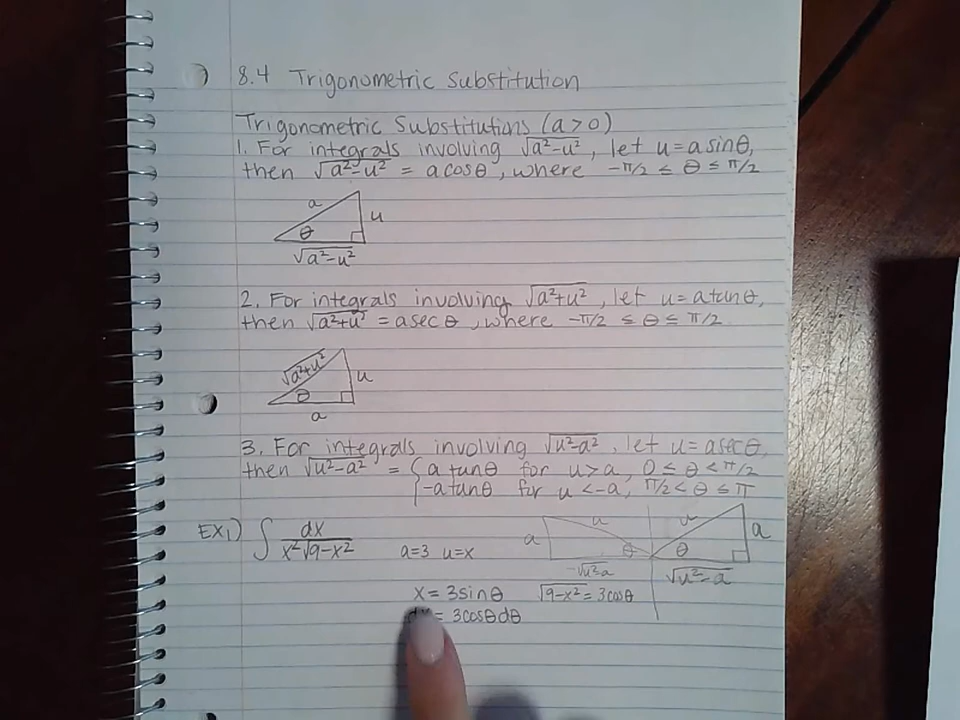 8.4 Trigonometric Substitution
Trigonometric Substitutions (a>0)
1. For integrals involving √a²-u², let u=a sinθ,
then √a²-u² = a cosθ, where -π/2 ≤ θ ≤ π/2
a
u
θ
√a²-u²
2. For integrals involving √a²+u², let u=a tanθ,
then √a²+u² = a secθ, where -π/2 ≤ θ ≤ π/2
√a²+u²
u
θ
a
3. For integrals involving √u²-a², let u=a secθ,
then √u²-a² = { a tanθ for u>a, 0 ≤ θ < π/2
-a tanθ for u<-a, π/2 < θ ≤ π
EX1) ∫ dx / x²√9-x²
a=3 u=x
a
u
θ
u
θ
a
√u²-a
x = 3sinθ √9-x² = 3cosθ
= 3cosθdθ